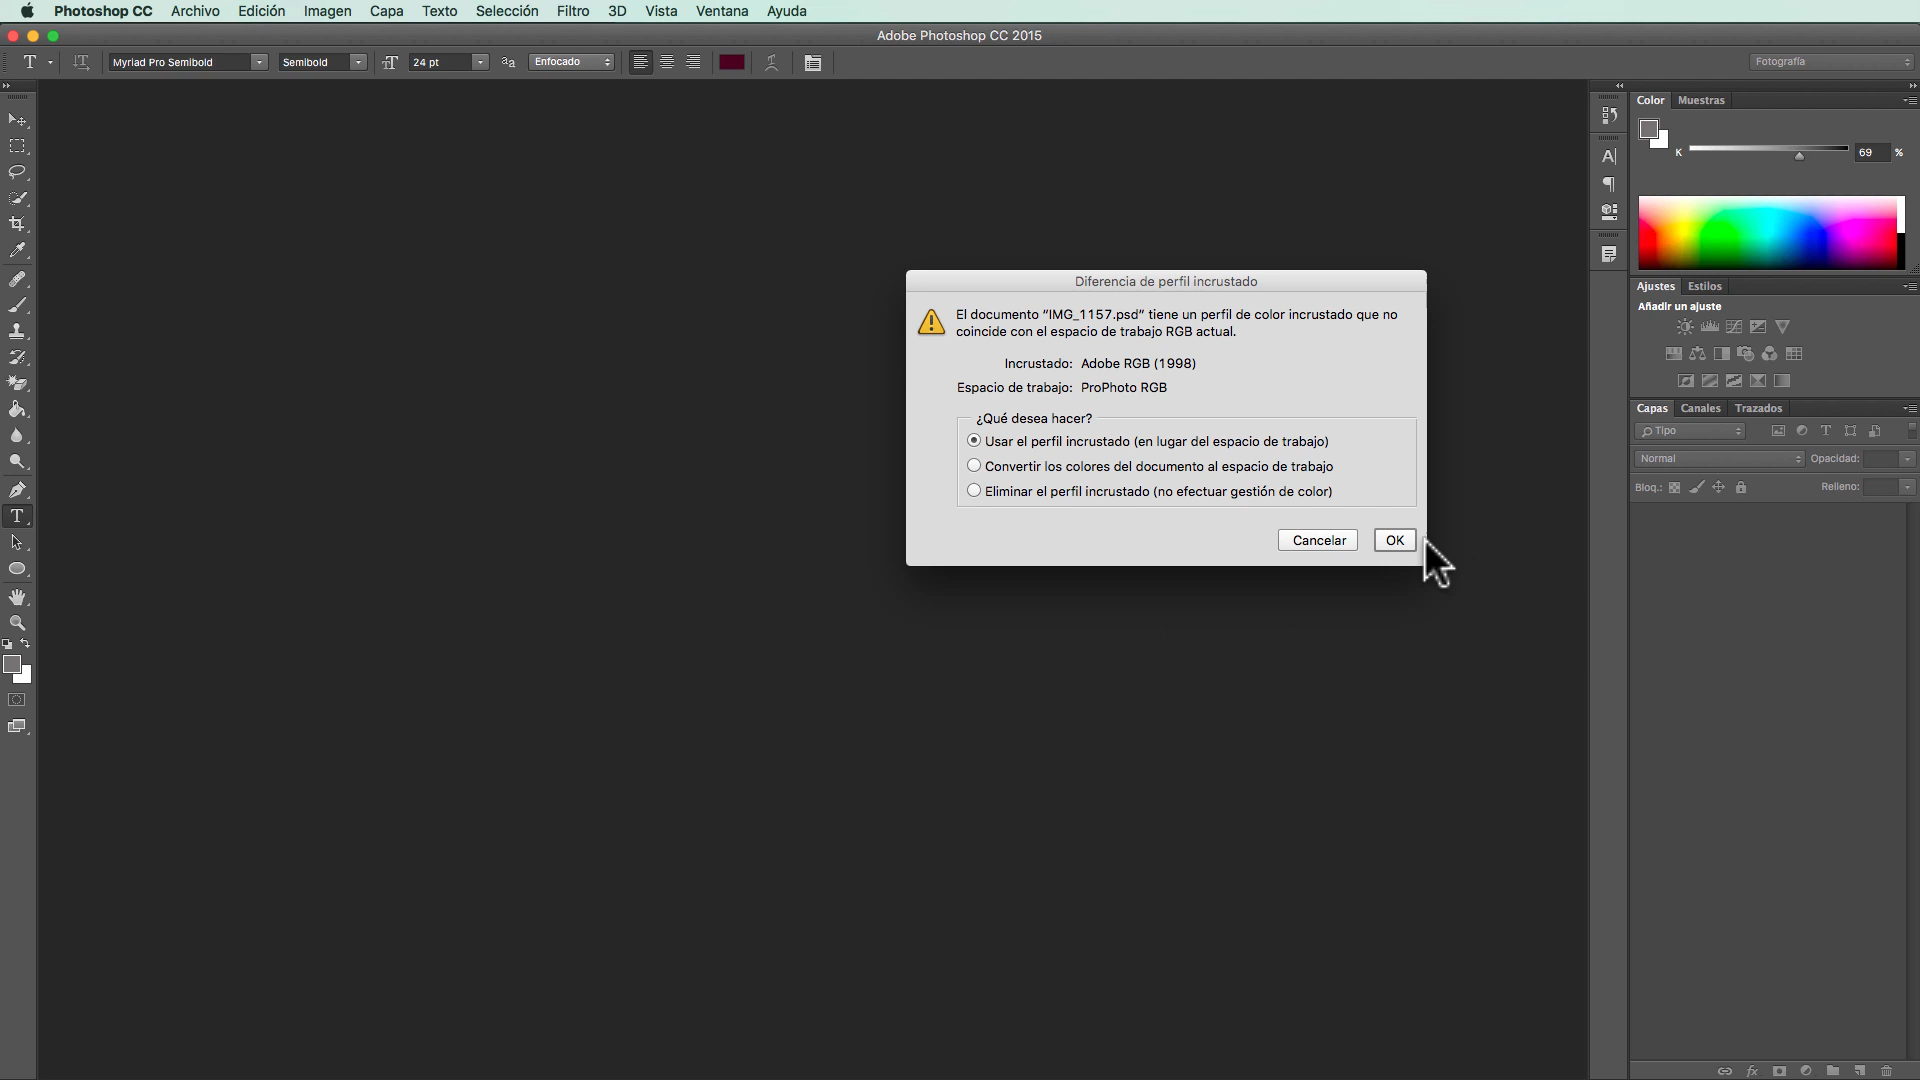 Photoshop CC Archivo Edición Imagen Capa Texto Selección Filtro 3D Vista Ventana Ayuda
Adobe Photoshop CC 2015
T Myriad Pro Semibold Semibold 24 pt Enfocado Fotografía
Color Muestras
K 69 %
Ajustes Estilos
Añadir un ajuste
Capas Canales Trazados
Tipo
Normal Opacidad:
Bloq.: Relleno:
Diferencia de perfil incrustado
El documento “IMG_1157.psd” tiene un perfil de color incrustado que no
coincide con el espacio de trabajo RGB actual.
Incrustado: Adobe RGB (1998)
Espacio de trabajo: ProPhoto RGB
¿Qué desea hacer?
Usar el perfil incrustado (en lugar del espacio de trabajo)
Convertir los colores del documento al espacio de trabajo
Eliminar el perfil incrustado (no efectuar gestión de color)
Cancelar OK
fx